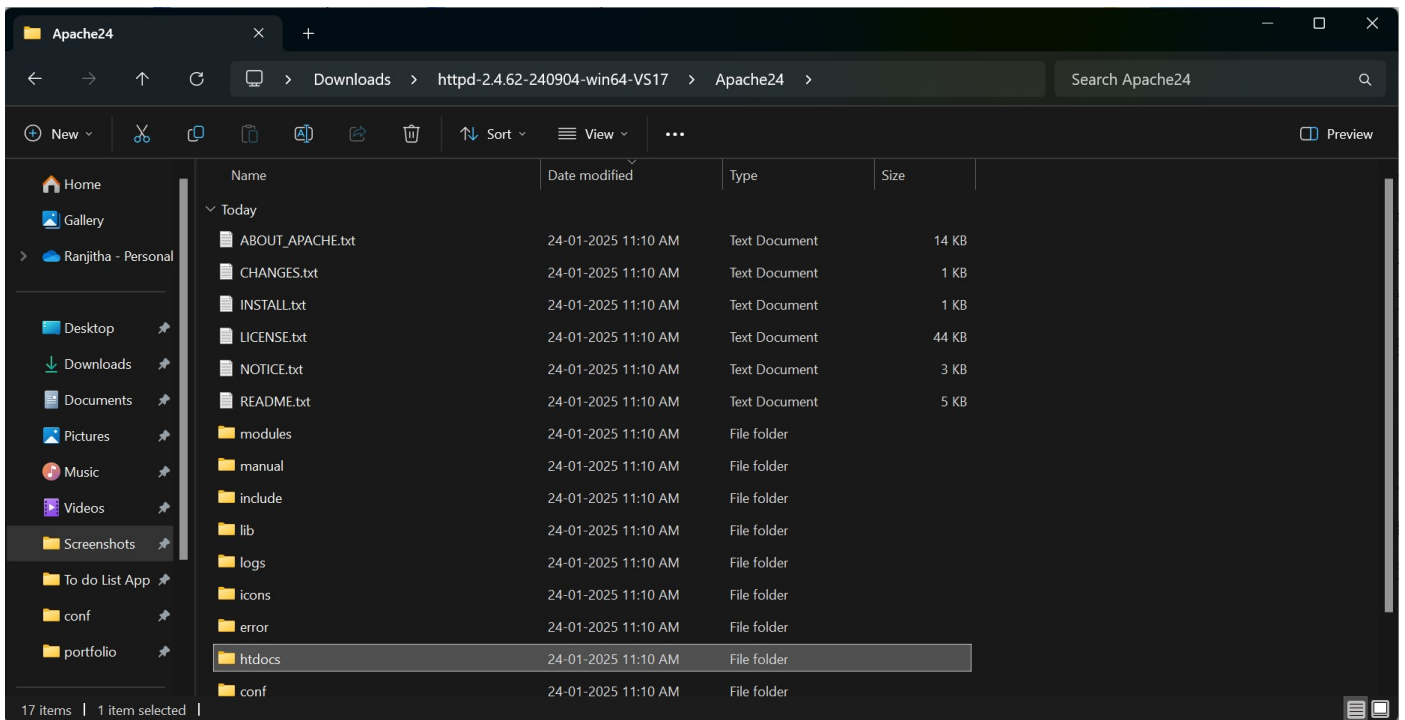 Apache24
Downloads > httpd-2.4.62-240904-win64-VS17 > Apache24 >
Search Apache24
New
Sort
View
Preview
Home
Gallery
Ranjitha - Personal
Desktop
Downloads
Documents
Pictures
Music
Videos
Screenshots
To do List App
conf
portfolio
Name Date modified Type Size
Today
ABOUT_APACHE.txt 24-01-2025 11:10 AM Text Document 14 KB
CHANGES.txt 24-01-2025 11:10 AM Text Document 1 KB
INSTALL.txt 24-01-2025 11:10 AM Text Document 1 KB
LICENSE.txt 24-01-2025 11:10 AM Text Document 44 KB
NOTICE.txt 24-01-2025 11:10 AM Text Document 3 KB
README.txt 24-01-2025 11:10 AM Text Document 5 KB
modules 24-01-2025 11:10 AM File folder
manual 24-01-2025 11:10 AM File folder
include 24-01-2025 11:10 AM File folder
lib 24-01-2025 11:10 AM File folder
logs 24-01-2025 11:10 AM File folder
icons 24-01-2025 11:10 AM File folder
error 24-01-2025 11:10 AM File folder
htdocs 24-01-2025 11:10 AM File folder
conf 24-01-2025 11:10 AM File folder
17 items | 1 item selected |